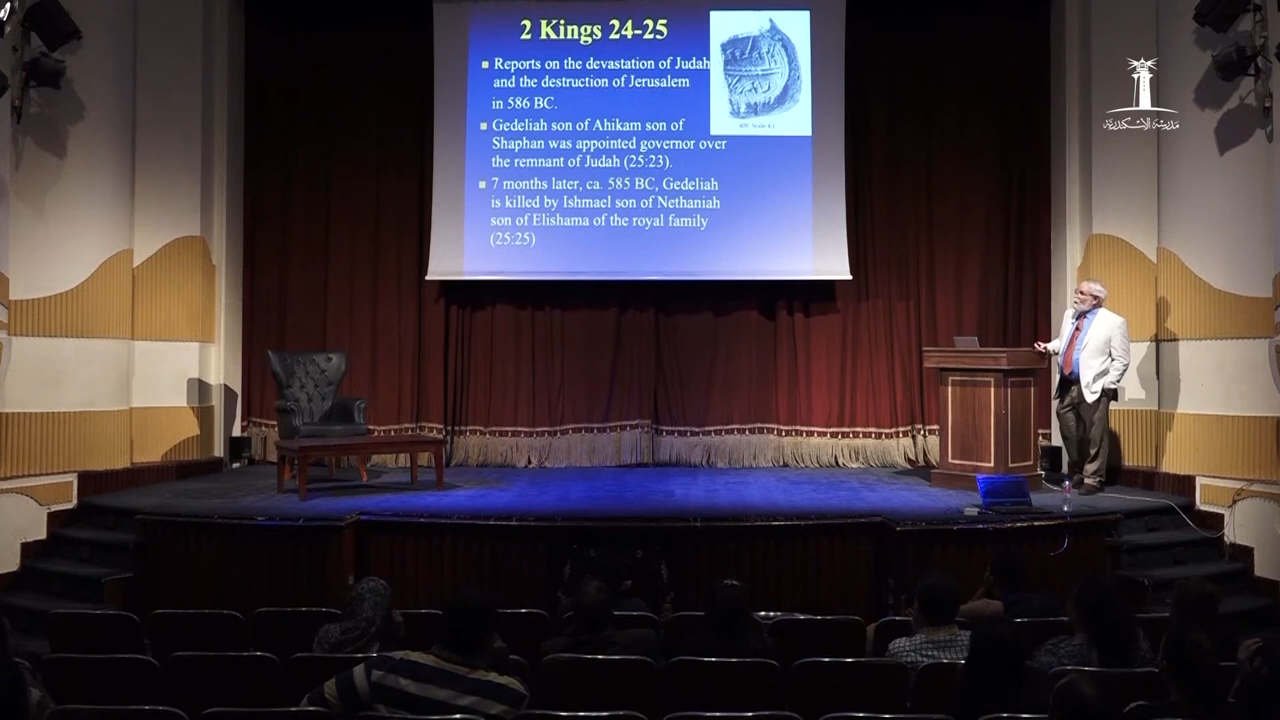 2 Kings 24-25
Reports on the devastation of Judah
and the destruction of Jerusalem
in 586 BC.
Gedeliah son of Ahikam son of
Shaphan was appointed governor over
the remnant of Judah (25:23).
7 months later, ca. 585 BC, Gedeliah
is killed by Ishmael son of Nethaniah
son of Elishama of the royal family
(25:25)
مدرسة الإسكندرية